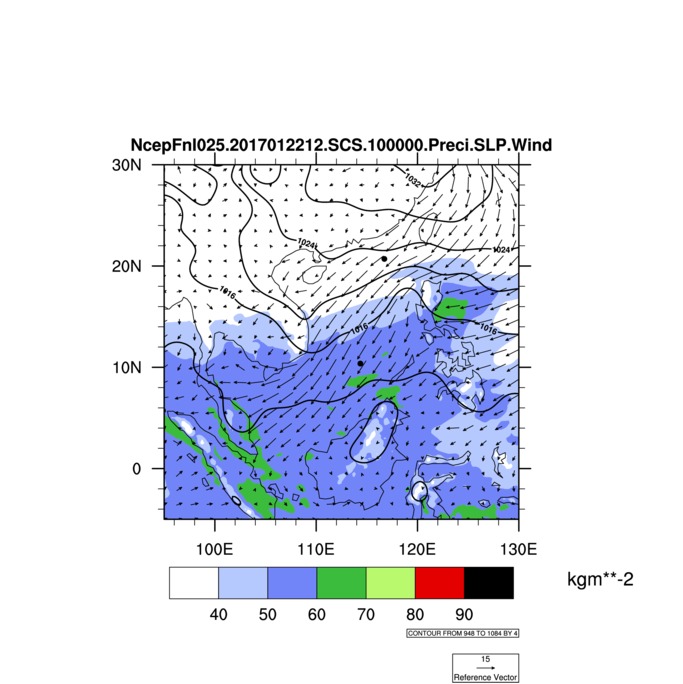 NcepFnl025.2017012212.SCS.100000.Preci.SLP.Wind
30N
1032
1024
1024
20N
1016
1016
1016
10N
0
100E 110E 120E 130E
kgm**-2
40 50 60 70 80 90
CONTOUR FROM 948 TO 1084 BY 4
15
Reference Vector